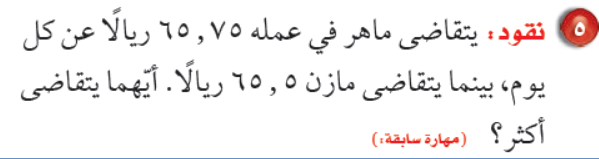 ٥ نقود: يتقاضى ماهر في عمله ٦٥,٧٥ ريالًا عن كل
يوم، بينما يتقاضى مازن ٦٥,٥ ريالًا. أيّهما يتقاضى
أكثر؟ (مهارة سابقة:)